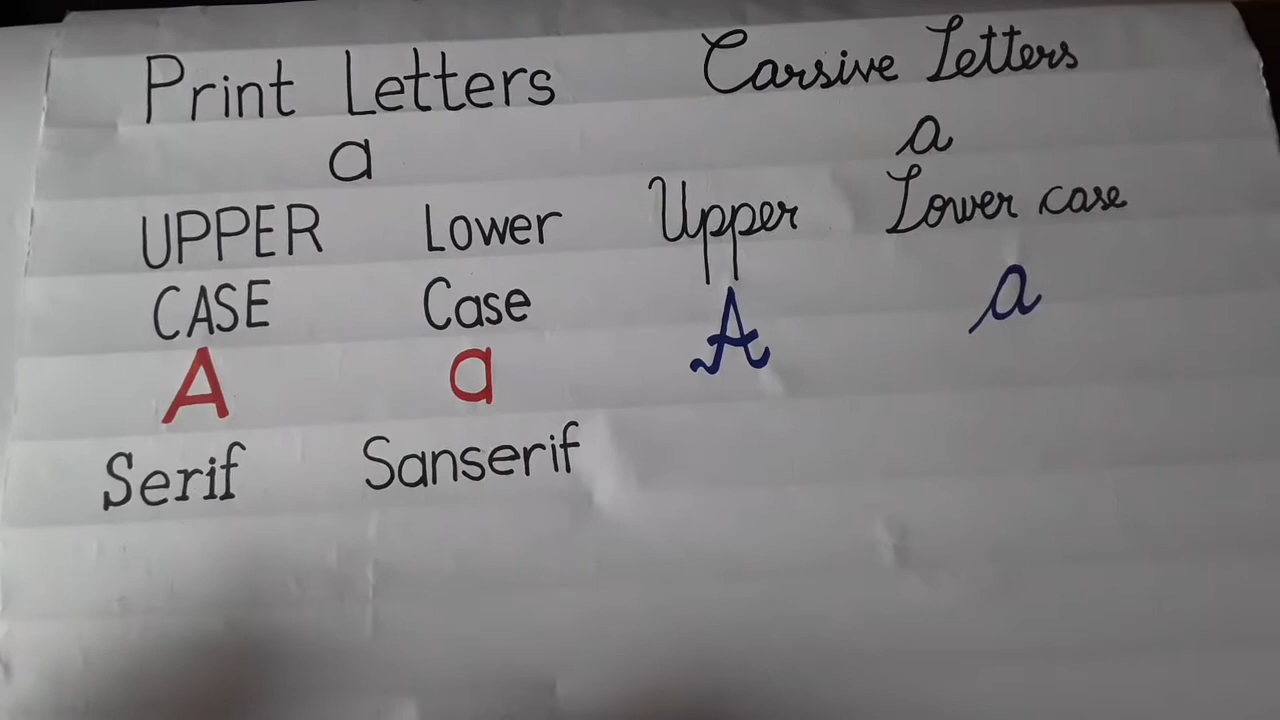 Print Letters Carsive Letters
a a
UPPER Lower Upper Lower case
CASE Case
A a A a
Serif Sanserif